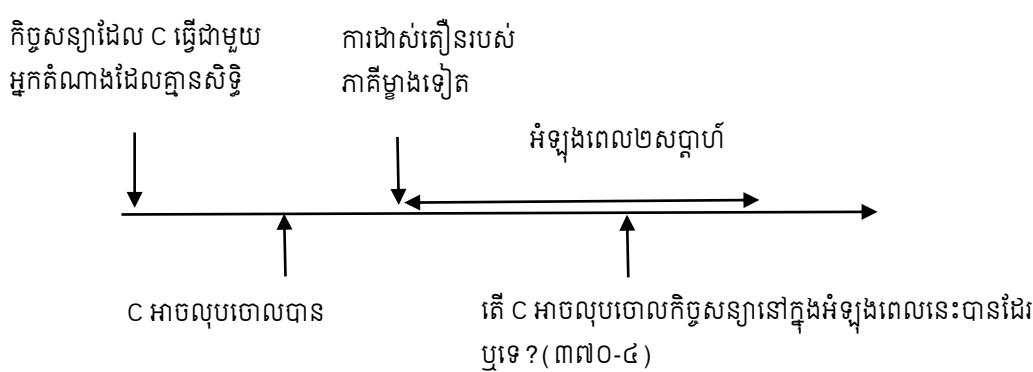 កិច្ចសន្យាដែល C ធ្វើជាមួយ
អ្នកតំណាងដែលគ្មានសិទ្ធិ
ការដាស់តឿនរបស់
ភាគីម្ខាងទៀត
អំឡុងពេល២សប្ដាហ៍
C អាចលុបចោលបាន
តើ C អាចលុបចោលកិច្ចសន្យានៅក្នុងអំឡុងពេលនេះបានដែរ
ឬទេ?(៣៧០-៤)